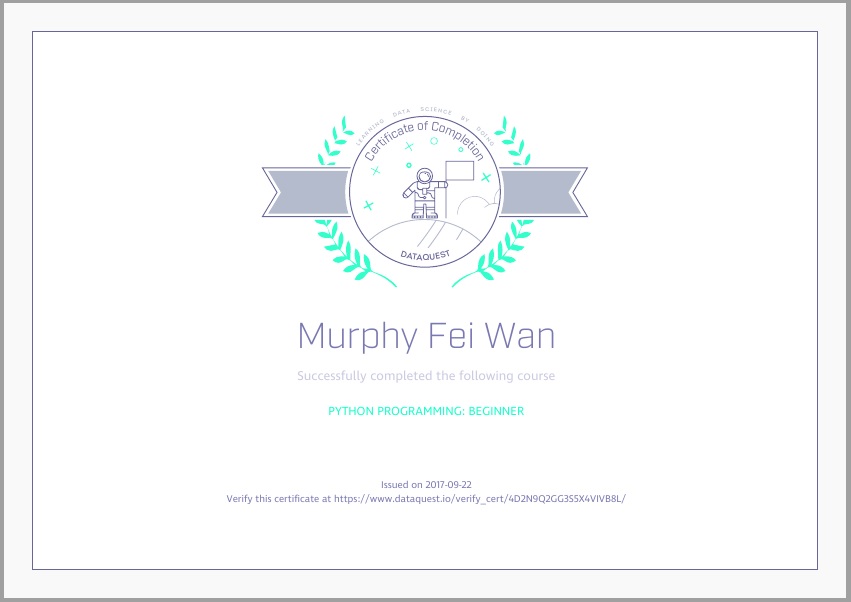 LEARNING DATA SCIENCE BY DOING
Certificate of Completion
DATAQUEST
Murphy Fei Wan
Successfully completed the following course
PYTHON PROGRAMMING: BEGINNER
Issued on 2017-09-22
Verify this certificate at https://www.dataquest.io/verify_cert/4D2N9Q2GG3S5X4VIVB8L/